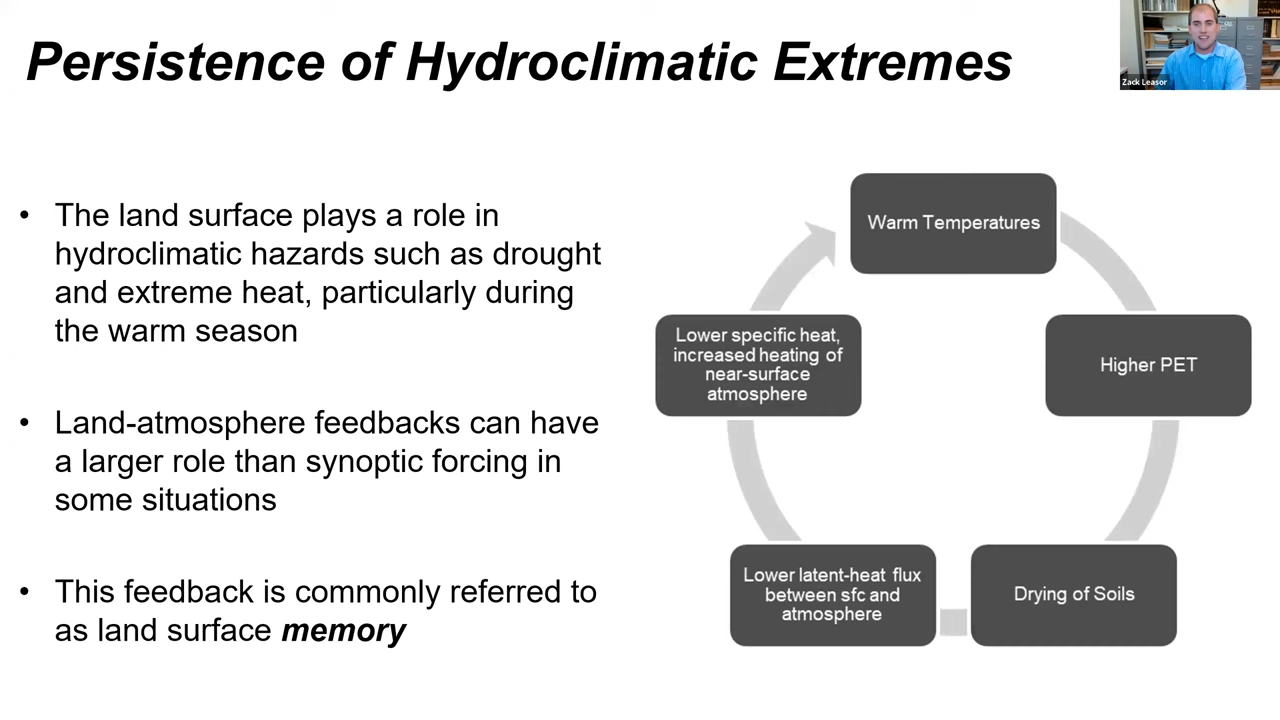 Persistence of Hydroclimatic Extremes
Zack Leasor
• The land surface plays a role in
hydroclimatic hazards such as drought
and extreme heat, particularly during
the warm season
• Land-atmosphere feedbacks can have
a larger role than synoptic forcing in
some situations
• This feedback is commonly referred to
as land surface memory
Warm Temperatures
Higher PET
Drying of Soils
Lower latent-heat flux
between sfc and
atmosphere
Lower specific heat,
increased heating of
near-surface
atmosphere